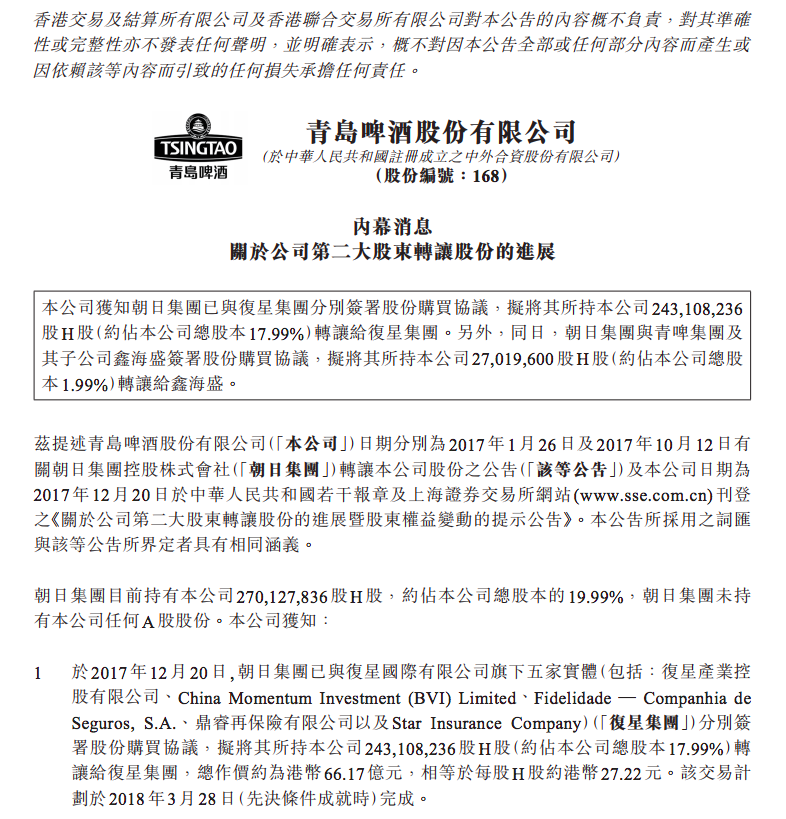 香港交易及結算所有限公司及香港聯合交易所有限公司對本公告的內容概不負責，對其準確
性或完整性亦不發表任何聲明，並明確表示，概不對因本公告全部或任何部分內容而產生或
因依賴該等內容而引致的任何損失承擔任何責任。
TSINGTAO
青島啤酒
青島啤酒股份有限公司
(於中華人民共和國註冊成立之中外合資股份有限公司)
(股份編號：168)
內幕消息
關於公司第二大股東轉讓股份的進展
本公司獲知朝日集團已與復星集團分別簽署股份購買協議，擬將其所持本公司243,108,236
股H股(約佔本公司總股本17.99%)轉讓給復星集團。另外，同日，朝日集團與青啤集團及
其子公司鑫海盛簽署股份購買協議，擬將其所持本公司27,019,600股H股(約佔本公司總股
本1.99%)轉讓給鑫海盛。
茲提述青島啤酒股份有限公司(「本公司」)日期分別為2017年1月26日及2017年10月12日有
關朝日集團控股株式會社(「朝日集團」)轉讓本公司股份之公告(「該等公告」)及本公司日期為
2017年12月20日於中華人民共和國若干報章及上海證券交易所網站(www.sse.com.cn)刊登
之《關於公司第二大股東轉讓股份的進展暨股東權益變動的提示公告》。本公告所採用之詞匯
與該等公告所界定者具有相同涵義。
朝日集團目前持有本公司270,127,836股H股，約佔本公司總股本的19.99%，朝日集團未持
有本公司任何A股股份。本公司獲知：
1 於2017年12月20日,朝日集團已與復星國際有限公司旗下五家實體(包括：復星產業控
股有限公司、China Momentum Investment (BVI) Limited、Fidelidade — Companhia de
Seguros, S.A.、鼎睿再保險有限公司以及Star Insurance Company)(「復星集團」)分別簽
署股份購買協議，擬將其所持本公司243,108,236股H股(約佔本公司總股本17.99%)轉
讓給復星集團，總作價約為港幣66.17億元，相等於每股H股約港幣27.22元。該交易計
劃於2018年3月28日(先決條件成就時)完成。